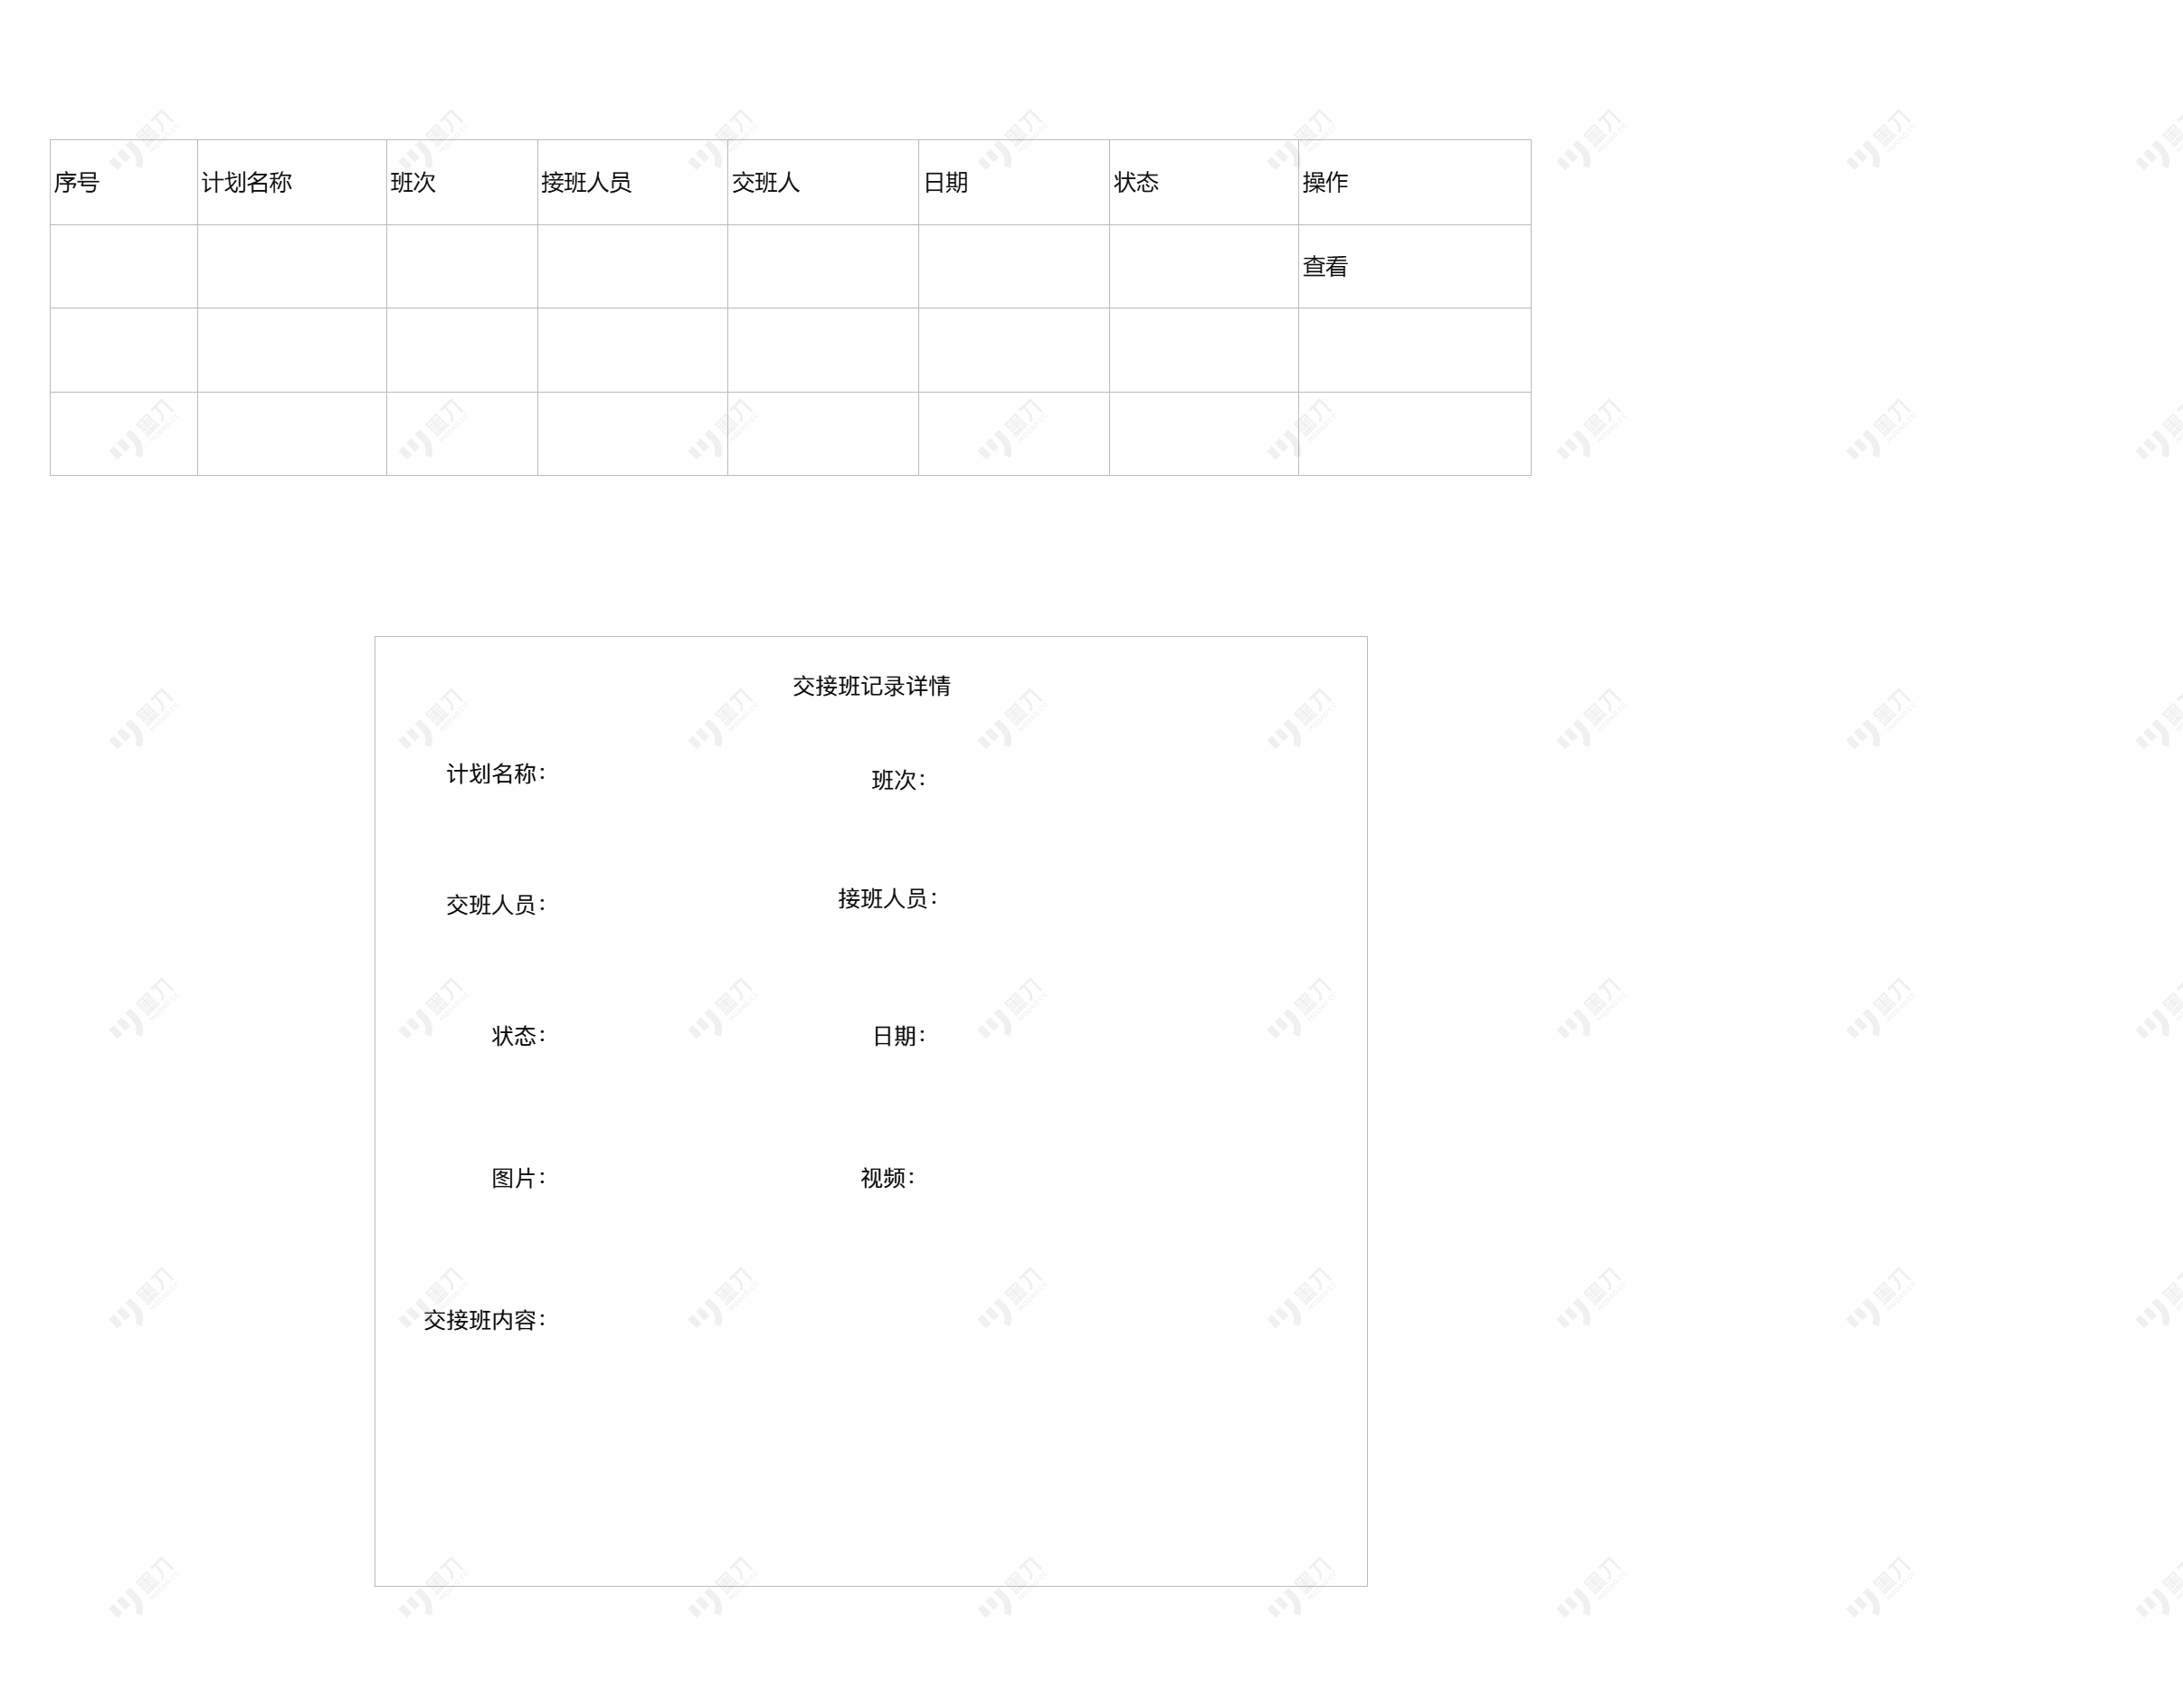 序号 计划名称 班次 接班人员 交班人 日期 状态 操作
查看
交接班记录详情
计划名称： 班次：
交班人员： 接班人员：
状态： 日期：
图片： 视频：
交接班内容：